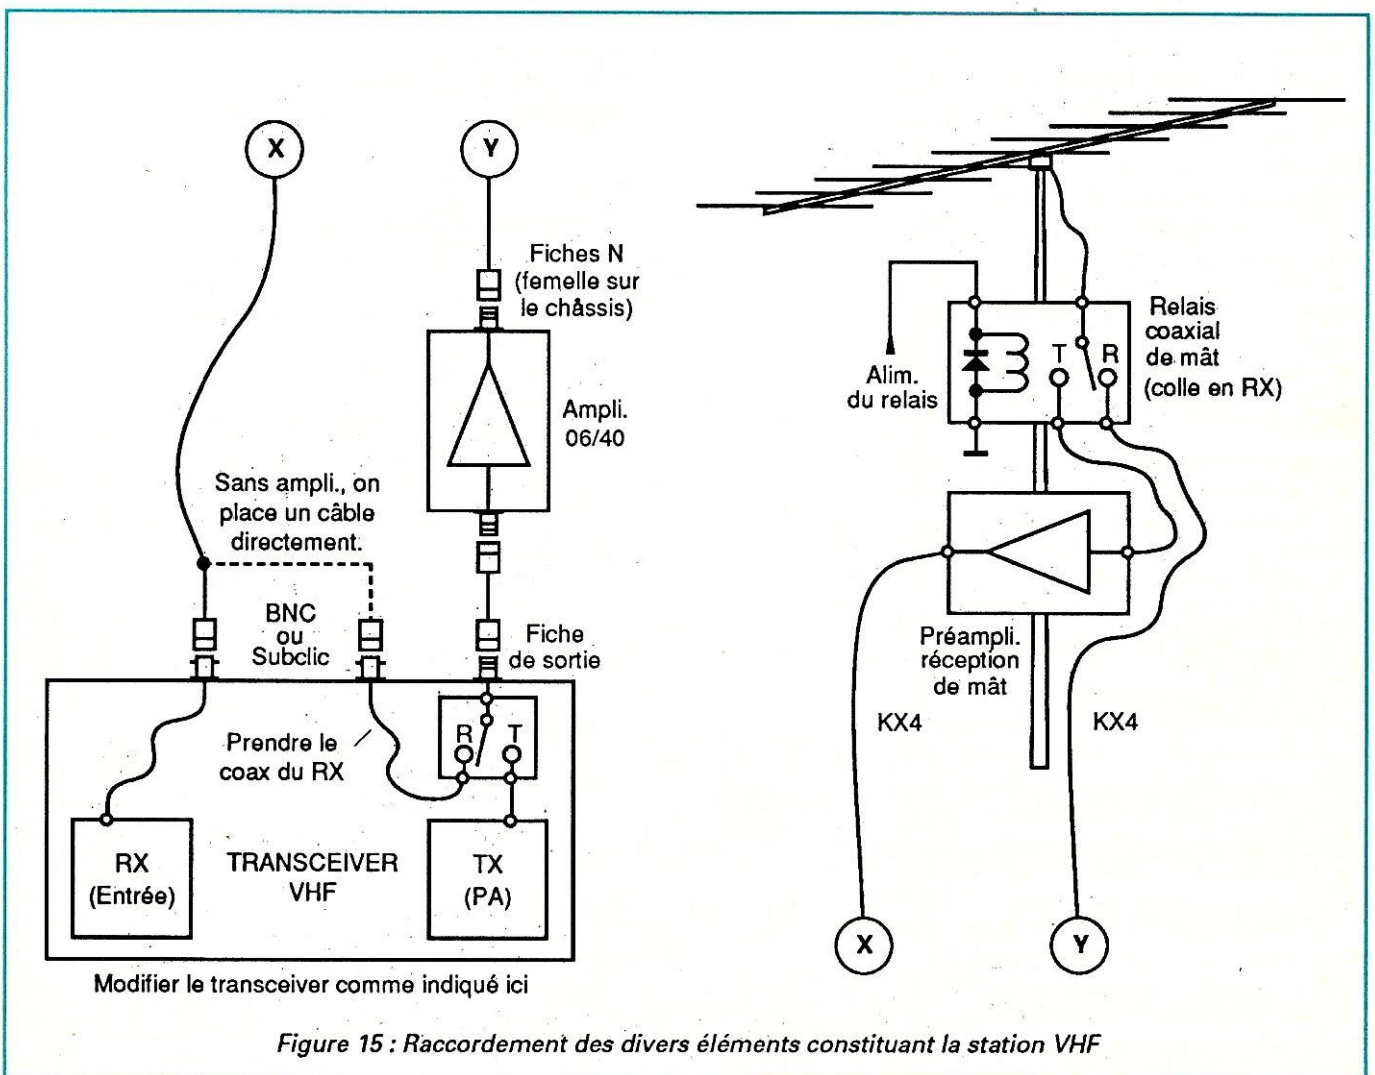 X
Y
Fiches N
(femelle sur
le châssis)
Ampli.
06/40
Sans ampli., on
place un câble
directement.
BNC
ou
Subclic
Fiche
de sortie
Prendre le
coax du RX
R
T
RX
(Entrée)
TRANSCEIVER
VHF
TX
(PA)
Modifier le transceiver comme indiqué ici
Relais
coaxial
de mât
(colle en RX)
T
R
Alim.
du relais
Préampli.
réception
de mât
KX4
KX4
X
Y
Figure 15 : Raccordement des divers éléments constituant la station VHF